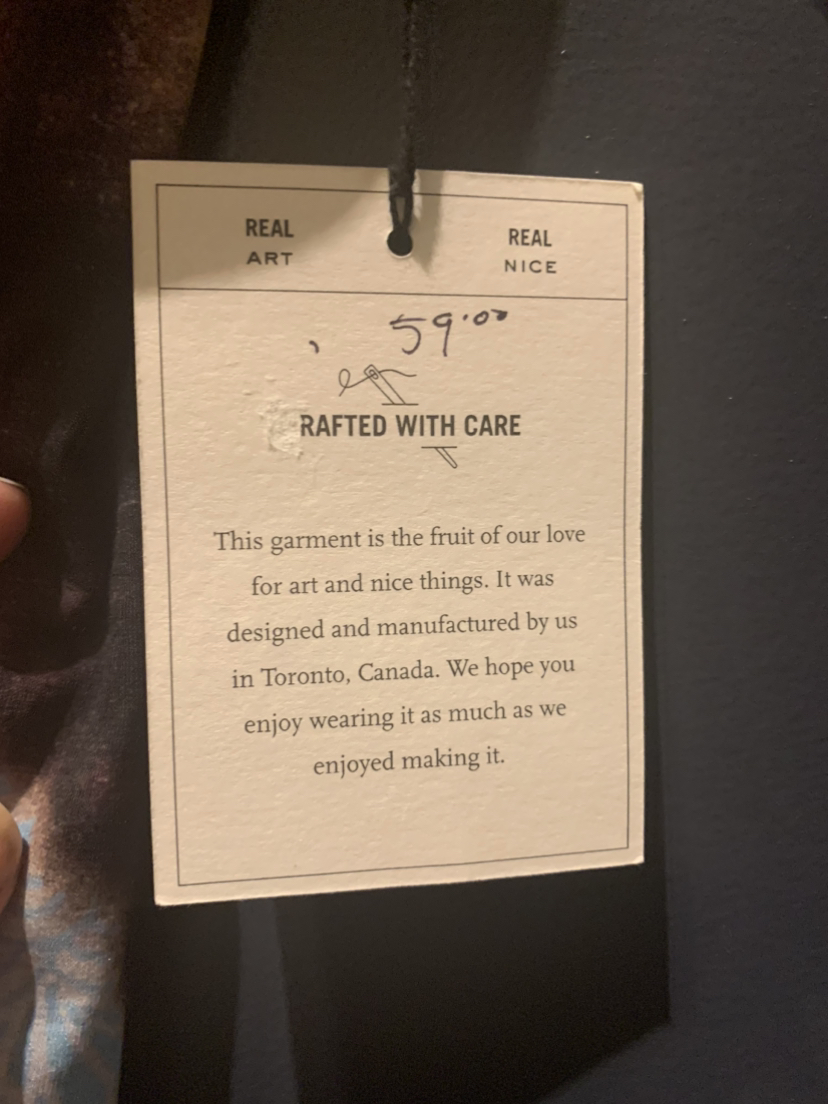 REAL
ART
REAL
NICE
59.00
RAFTED WITH CARE
This garment is the fruit of our love
for art and nice things. It was
designed and manufactured by us
in Toronto, Canada. We hope you
enjoy wearing it as much as we
enjoyed making it.